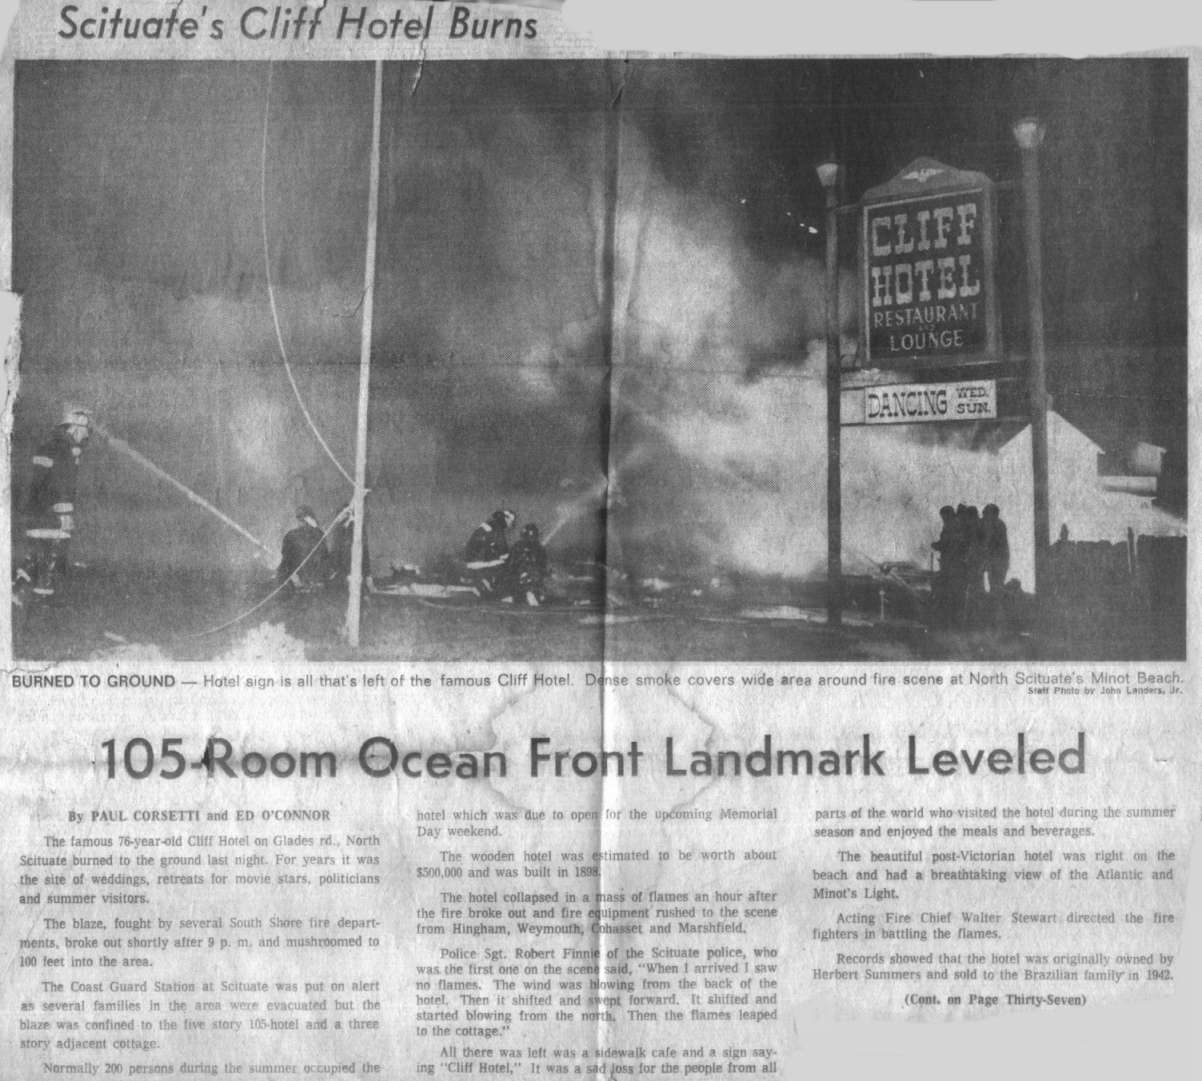 Scituate's Cliff Hotel Burns
CLIFF
HOTEL
RESTAURANT
LOUNGE
DANCING WED.
SUN.
BURNED TO GROUND — Hotel sign is all that's left of the famous Cliff Hotel. Dense smoke covers wide area around fire scene at North Scituate's Minot Beach.
Staff Photo by John Landers, Jr.
105-Room Ocean Front Landmark Leveled
By PAUL CORSETTI and ED O'CONNOR
The famous 76-year-old Cliff Hotel on Glades rd., North
Scituate burned to the ground last night. For years it was
the site of weddings, retreats for movie stars, politicians
and summer visitors.
The blaze, fought by several South Shore fire depart-
ments, broke out shortly after 9 p. m. and mushroomed to
100 feet into the area.
The Coast Guard Station at Scituate was put on alert
as several families in the area were evacuated but the
blaze was confined to the five story 105-hotel and a three
story adjacent cottage.
Normally 200 persons during the summer occupied the
hotel which was due to open for the upcoming Memorial
Day weekend.
The wooden hotel was estimated to be worth about
$500,000 and was built in 1898.
The hotel collapsed in a mass of flames an hour after
the fire broke out and fire equipment rushed to the scene
from Hingham, Weymouth, Cohasset and Marshfield.
Police Sgt. Robert Finnie of the Scituate police, who
was the first one on the scene said, "When I arrived I saw
no flames. The wind was blowing from the back of the
hotel. Then it shifted and swept forward. It shifted and
started blowing from the north. Then the flames leaped
to the cottage."
All there was left was a sidewalk cafe and a sign say-
ing "Cliff Hotel," It was a sad loss for the people from all
parts of the world who visited the hotel during the summer
season and enjoyed the meals and beverages.
The beautiful post-Victorian hotel was right on the
beach and had a breathtaking view of the Atlantic and
Minot's Light.
Acting Fire Chief Walter Stewart directed the fire
fighters in battling the flames.
Records showed that the hotel was originally owned by
Herbert Summers and sold to the Brazilian family in 1942.
(Cont. on Page Thirty-Seven)